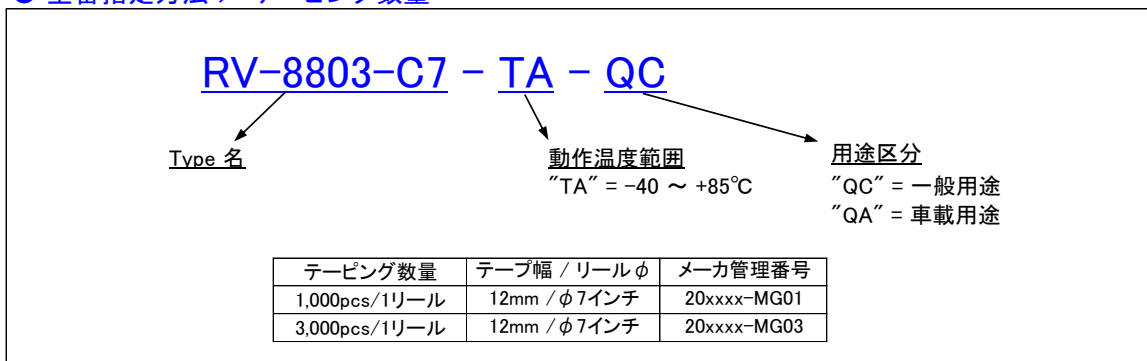 RV-8803-C7 - TA - QC
Type 名
動作温度範囲
"TA" = -40 ～ +85℃
用途区分
"QC" = 一般用途
"QA" = 車載用途
テーピング数量 テープ幅 / リールφ メーカ管理番号
1,000pcs/1リール 12mm / φ7インチ 20xxxx-MG01
3,000pcs/1リール 12mm / φ7インチ 20xxxx-MG03